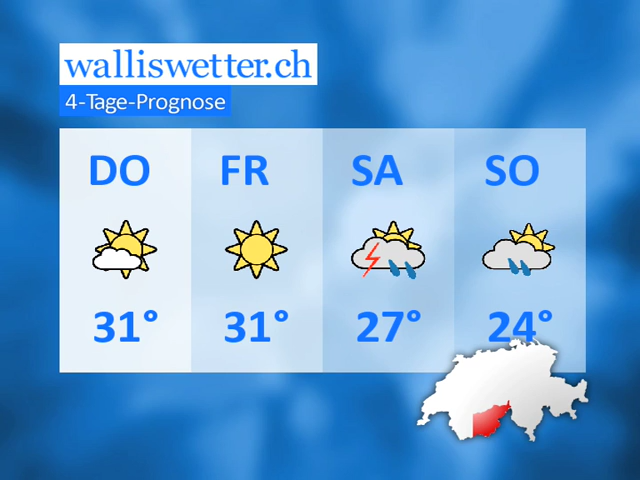 walliswetter.ch
4-Tage-Prognose
DO FR SA SO
31° 31° 27° 24°